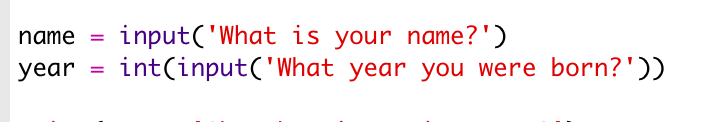 name = input('What is your name?')
year = int(input('What year you were born?'))